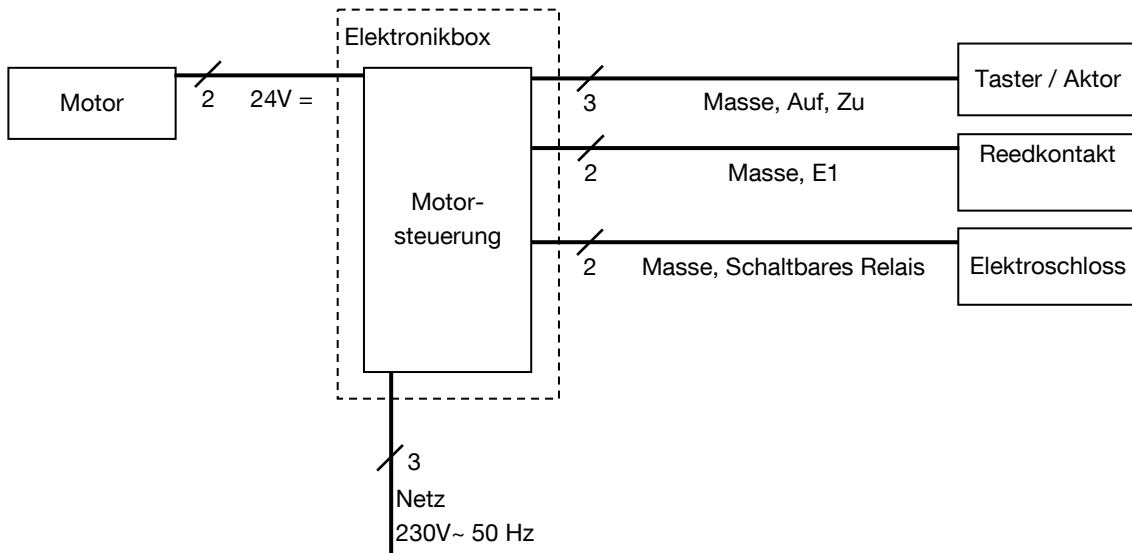 Elektronikbox
Motor
2
24V =
3
Masse, Auf, Zu
Taster / Aktor
2
Masse, E1
Reedkontakt
Motor-
steuerung
2
Masse, Schaltbares Relais
Elektroschloss
3
Netz
230V~ 50 Hz